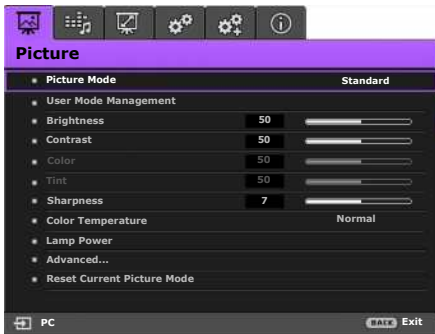 Picture
Picture Mode Standard
User Mode Management
Brightness 50
Contrast 50
Color 50
Tint 50
Sharpness 7
Color Temperature Normal
Lamp Power
Advanced...
Reset Current Picture Mode
PC BACK Exit